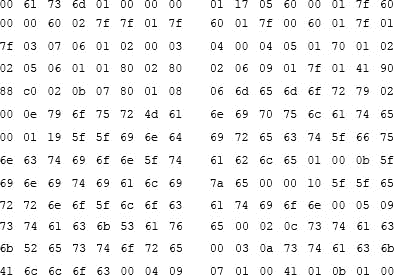 00 61 73 6d 01 00 00 00 01 17 05 60 00 01 7f 60
00 00 60 02 7f 7f 01 7f 60 01 7f 00 60 01 7f 01
7f 03 07 06 01 02 00 03 04 00 04 05 01 70 01 02
02 05 06 01 01 80 02 80 02 06 09 01 7f 01 41 90
88 c0 02 0b 07 80 01 08 06 6d 65 6d 6f 72 79 02
00 0e 79 6f 75 72 4d 61 6e 69 70 75 6c 61 74 65
00 01 19 5f 5f 69 6e 64 69 72 65 63 74 5f 66 75
6e 63 74 69 6f 6e 5f 74 61 62 6c 65 01 00 0b 5f
69 6e 69 74 69 61 6c 69 7a 65 00 00 10 5f 5f 65
72 72 6e 6f 5f 6c 6f 63 61 74 69 6f 6e 00 05 09
73 74 61 63 6b 53 61 76 65 00 02 0c 73 74 61 63
6b 52 65 73 74 6f 72 65 00 03 0a 73 74 61 63 6b
41 6c 6c 6f 63 00 04 09 07 01 00 41 01 0b 01 00